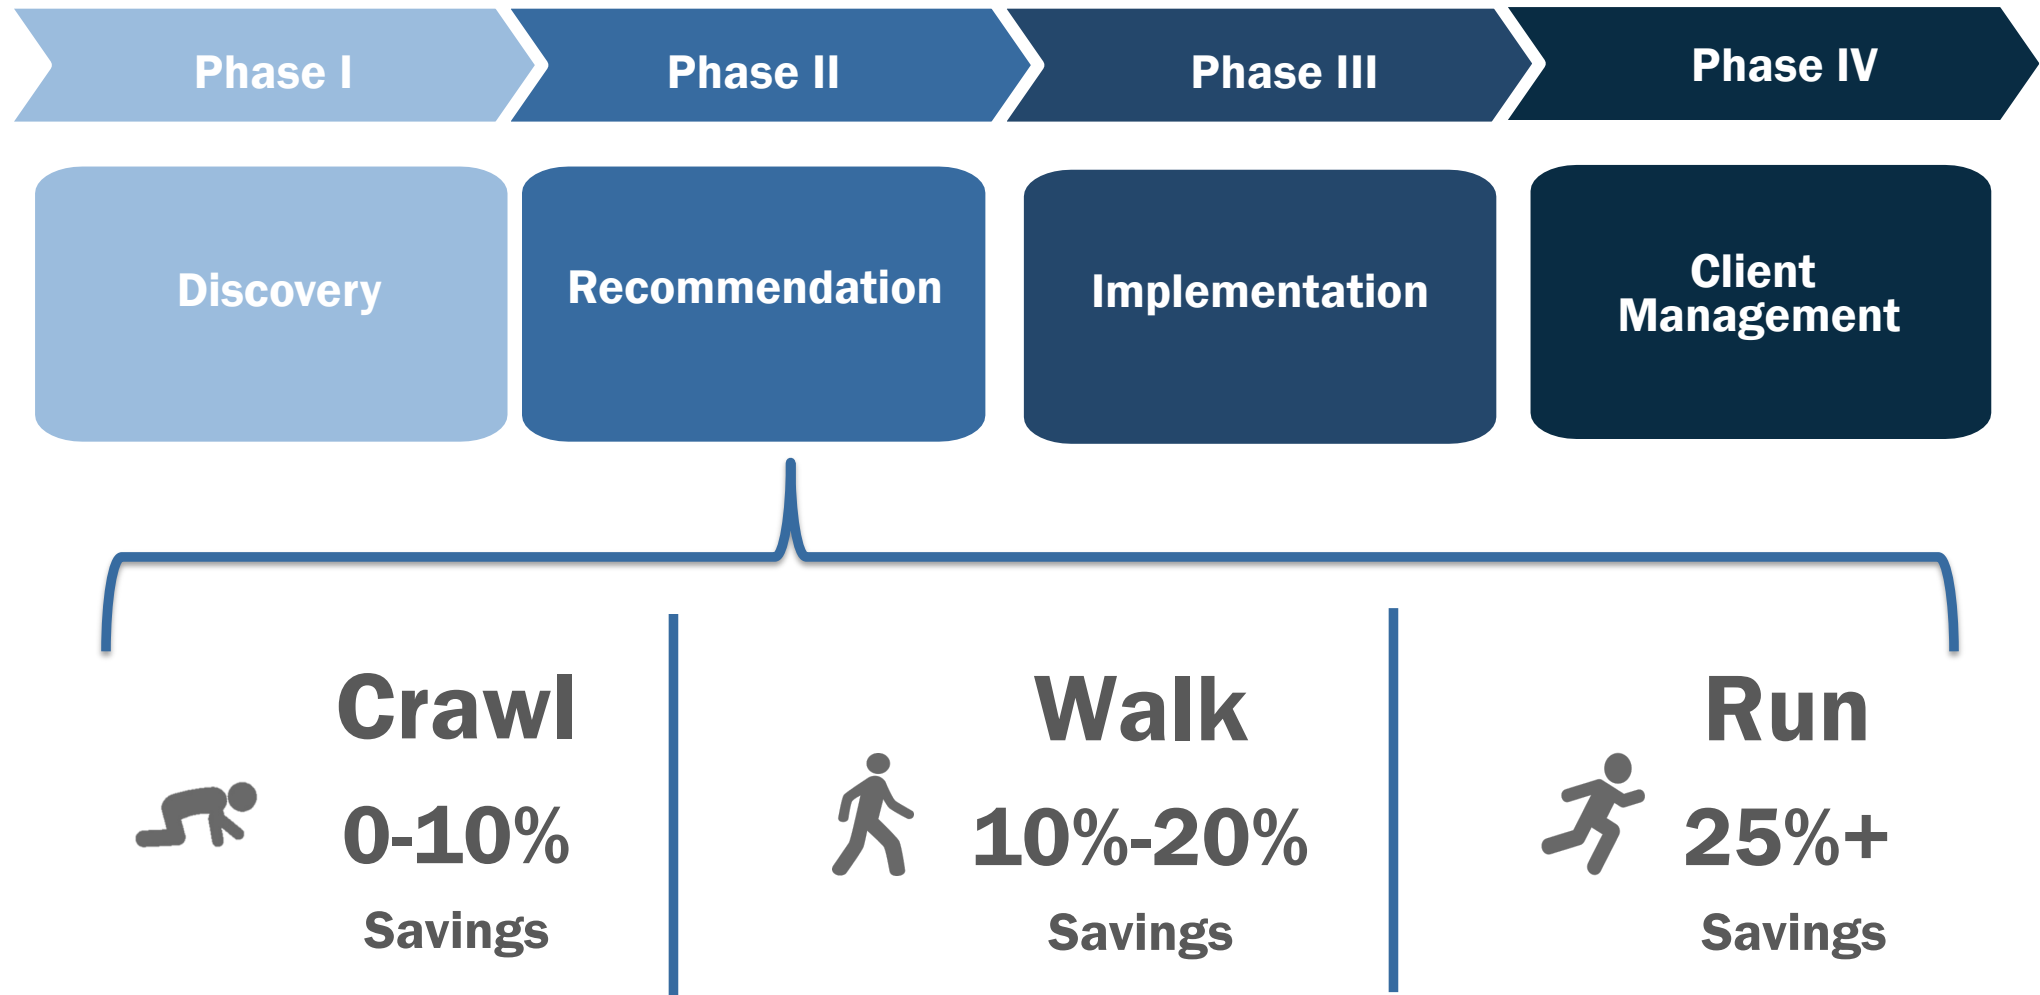 Phase I
Phase II
Phase III
Phase IV
Discovery
Recommendation
Implementation
Client
Management
Crawl
0-10%
Savings
Walk
10%-20%
Savings
Run
25%+
Savings